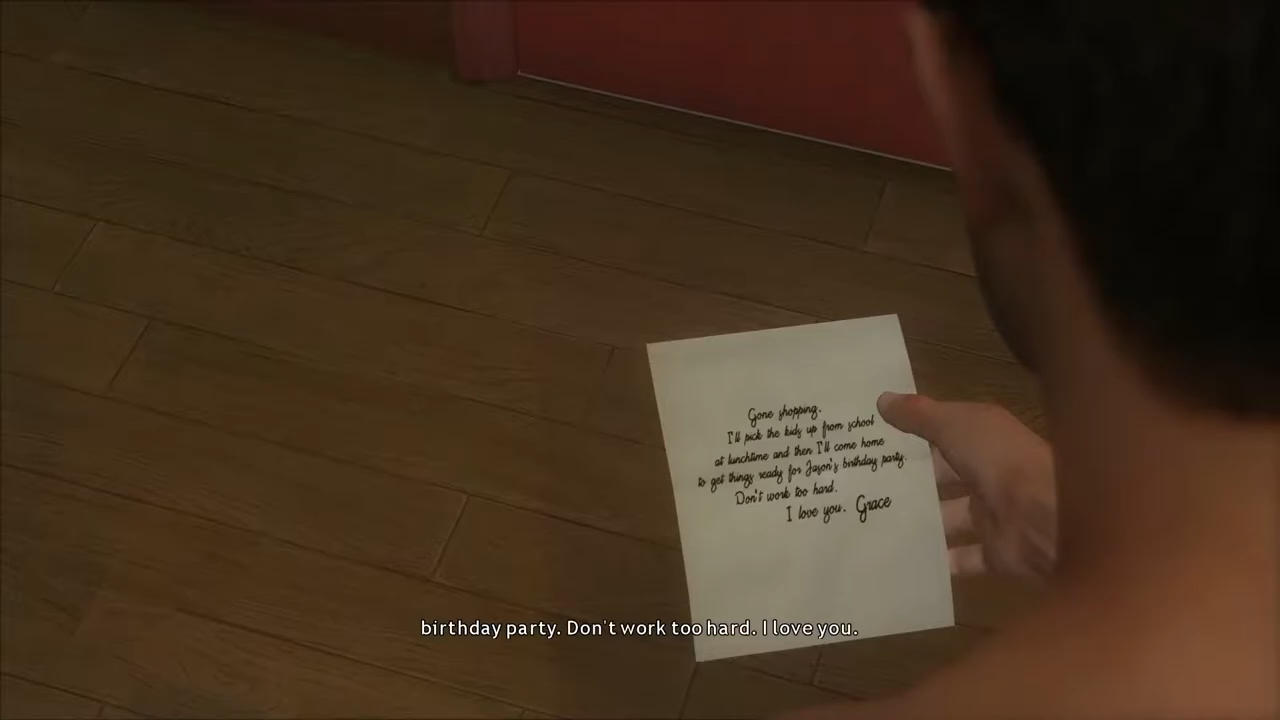 Gone shopping.
I'll pick the kids up from school
at lunchtime and then I'll come home
to get things ready for Jason's birthday party.
Don't work too hard.
I love you. Grace
birthday party. Don't work too hard. I love you.